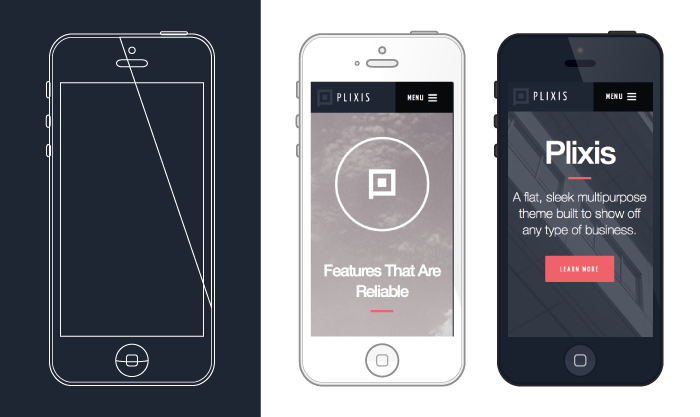 PLIXIS
MENU
Features That Are
Reliable
PLIXIS
MENU
Plixis
A flat, sleek multipurpose
theme built to show off
any type of business.
LEARN MORE